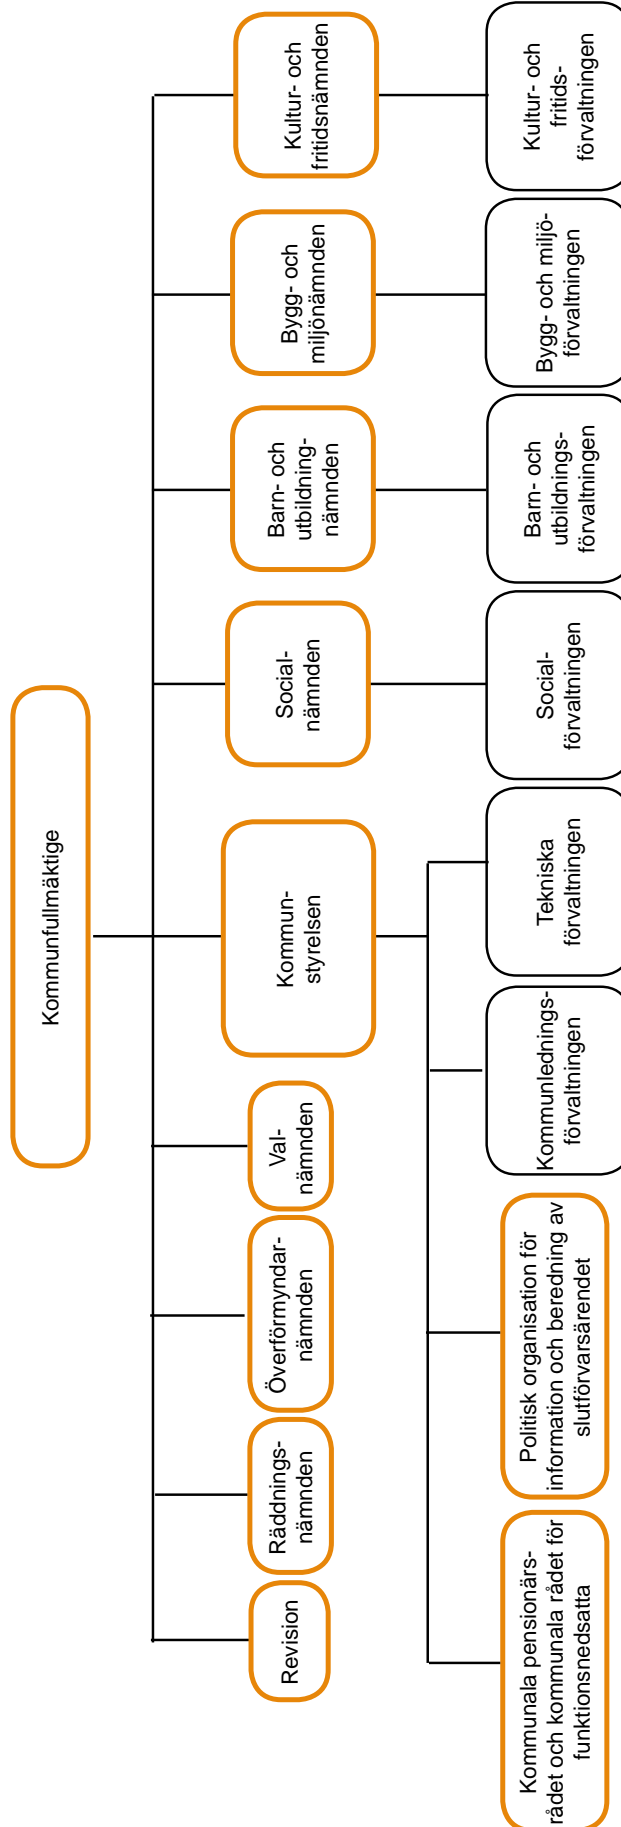 Kommunfullmäktige
Revision
Räddnings-
nämnden
Överförmyndar-
nämnden
Val-
nämnden
Kommun-
styrelsen
Social-
nämnden
Barn- och
utbildning-
nämnden
Bygg- och
miljönämnden
Kultur- och
fritidsnämnden
Kommunala pensionärs-
rådet och kommunala rådet för
funktionsnedsatta
Politisk organisation för
information och beredning av
slutförvarsärendet
Kommunlednings-
förvaltningen
Tekniska
förvaltningen
Social-
förvaltningen
Barn- och
utbildnings-
förvaltningen
Bygg- och miljö-
förvaltningen
Kultur- och
fritids-
förvaltningen